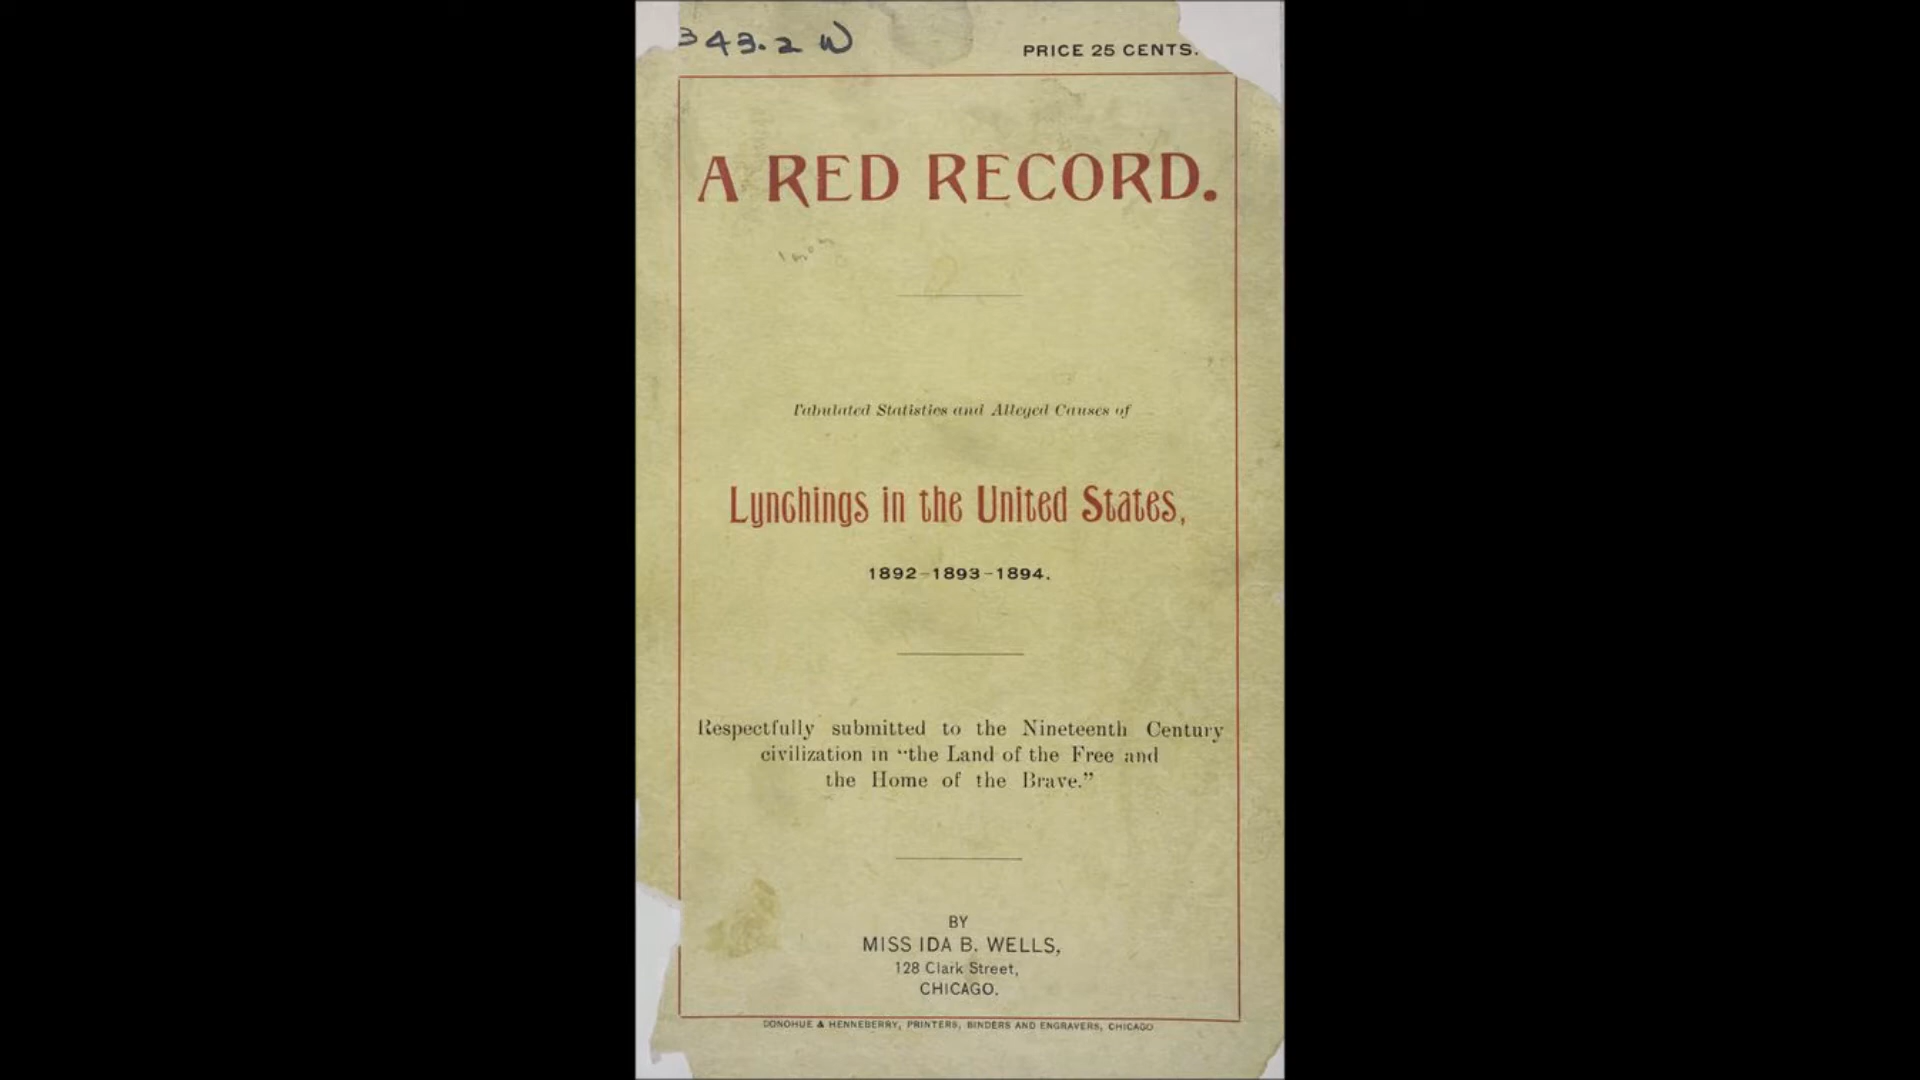 343.2 W
PRICE 25 CENTS.
A RED RECORD.
Tabulated Statistics and Alleged Causes of
Lynchings in the United States,
1892-1893-1894.
Respectfully submitted to the Nineteenth Century
civilization in “the Land of the Free and
the Home of the Brave.”
BY
MISS IDA B. WELLS,
128 Clark Street,
CHICAGO.
DONOHUE & HENNEBERRY, PRINTERS, BINDERS AND ENGRAVERS, CHICAGO